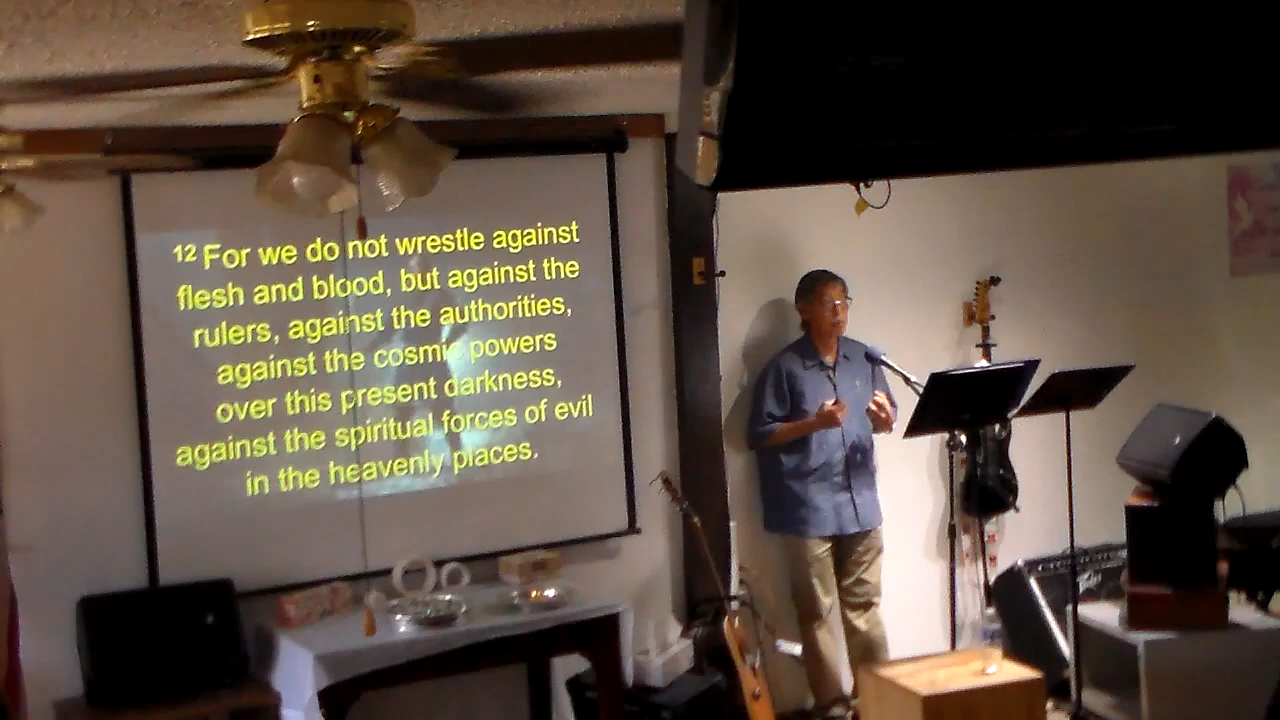 12 For we do not wrestle against
flesh and blood, but against the
rulers, against the authorities,
against the cosmic powers
over this present darkness,
against the spiritual forces of evil
in the heavenly places.